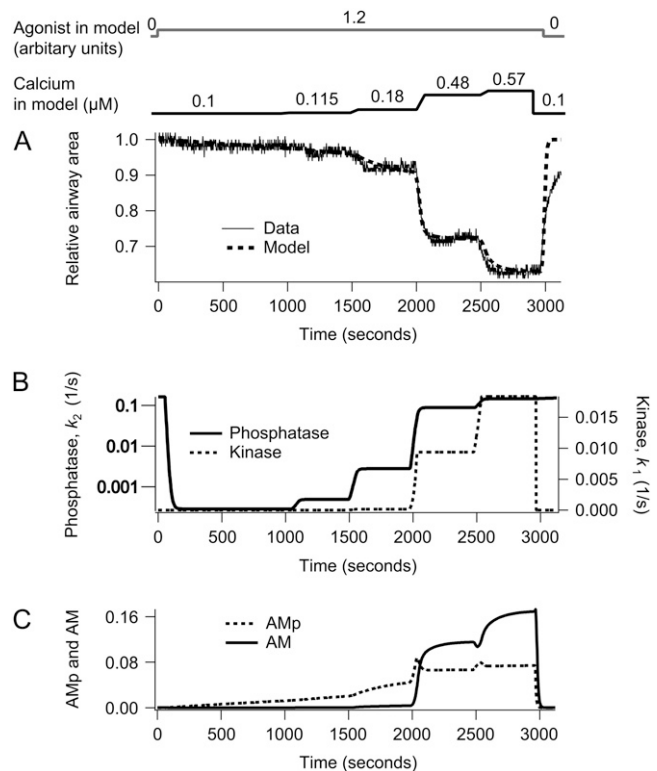 0 1.2 0
Agonist in model
(arbitary units)
Calcium
in model (µM)
0.1 0.115 0.18 0.48 0.57 0.1
A
Relative airway area
1.0
0.9
0.8
0.7
Data
Model
0 500 1000 1500 2000 2500 3000
Time (seconds)
B
Phosphatase, k2 (1/s)
0.1
0.01
0.001
Phosphatase
Kinase
Kinase, k1 (1/s)
0.015
0.010
0.005
0.000
0 500 1000 1500 2000 2500 3000
Time (seconds)
C
AMp and AM
0.16
0.08
0.00
AMp
AM
0 500 1000 1500 2000 2500 3000
Time (seconds)